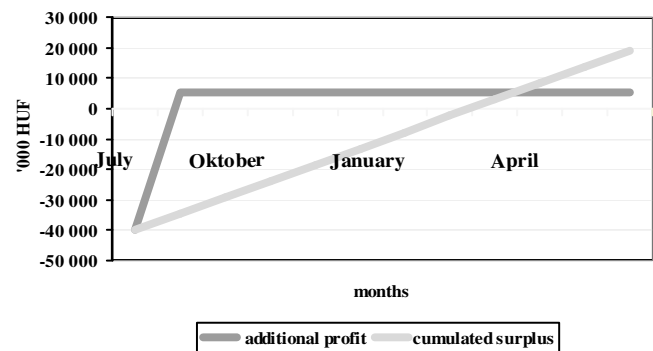 30 000
20 000
10 000
0
-10 000
-20 000
-30 000
-40 000
-50 000
'000 HUF
July Oktober January April
months
additional profit cumulated surplus